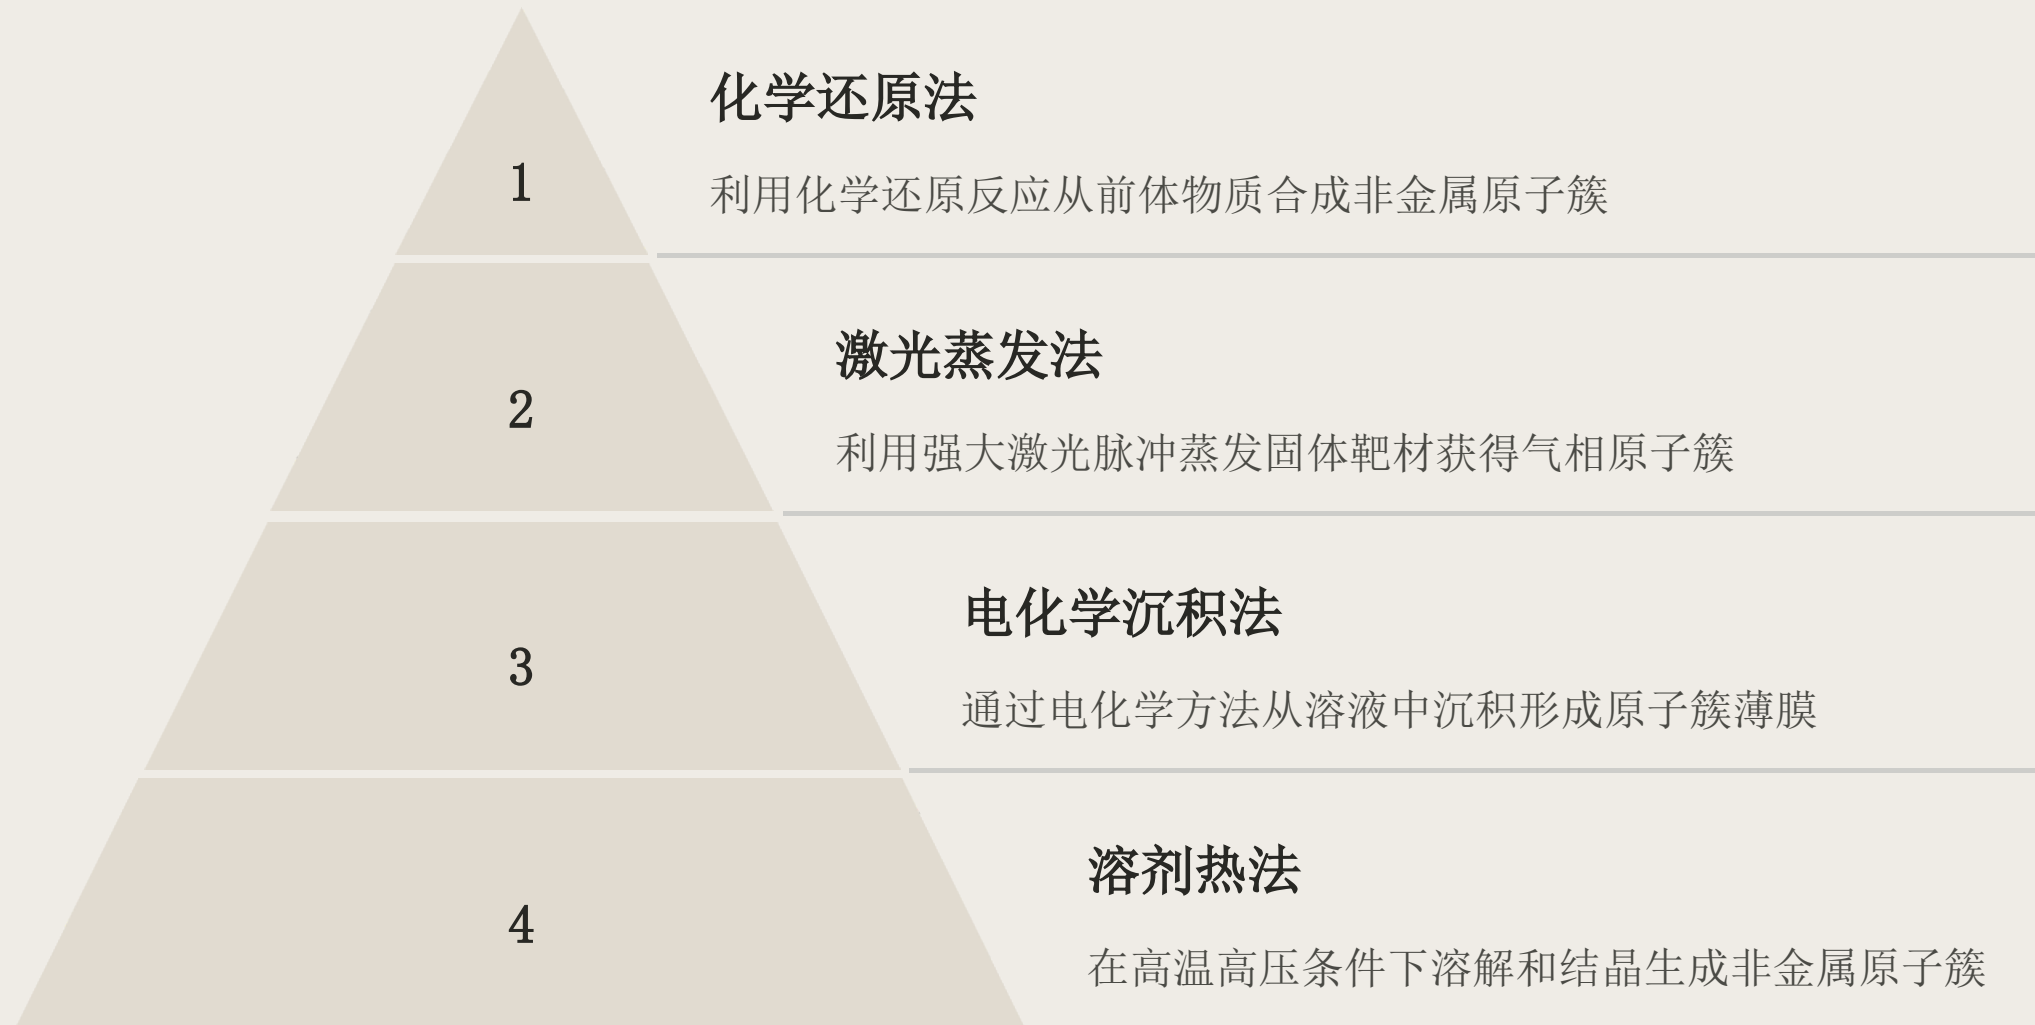 化学还原法
1
利用化学还原反应从前体物质合成非金属原子簇
激光蒸发法
2
利用强大激光脉冲蒸发固体靶材获得气相原子簇
电化学沉积法
3
通过电化学方法从溶液中沉积形成原子簇薄膜
溶剂热法
4
在高温高压条件下溶解和结晶生成非金属原子簇